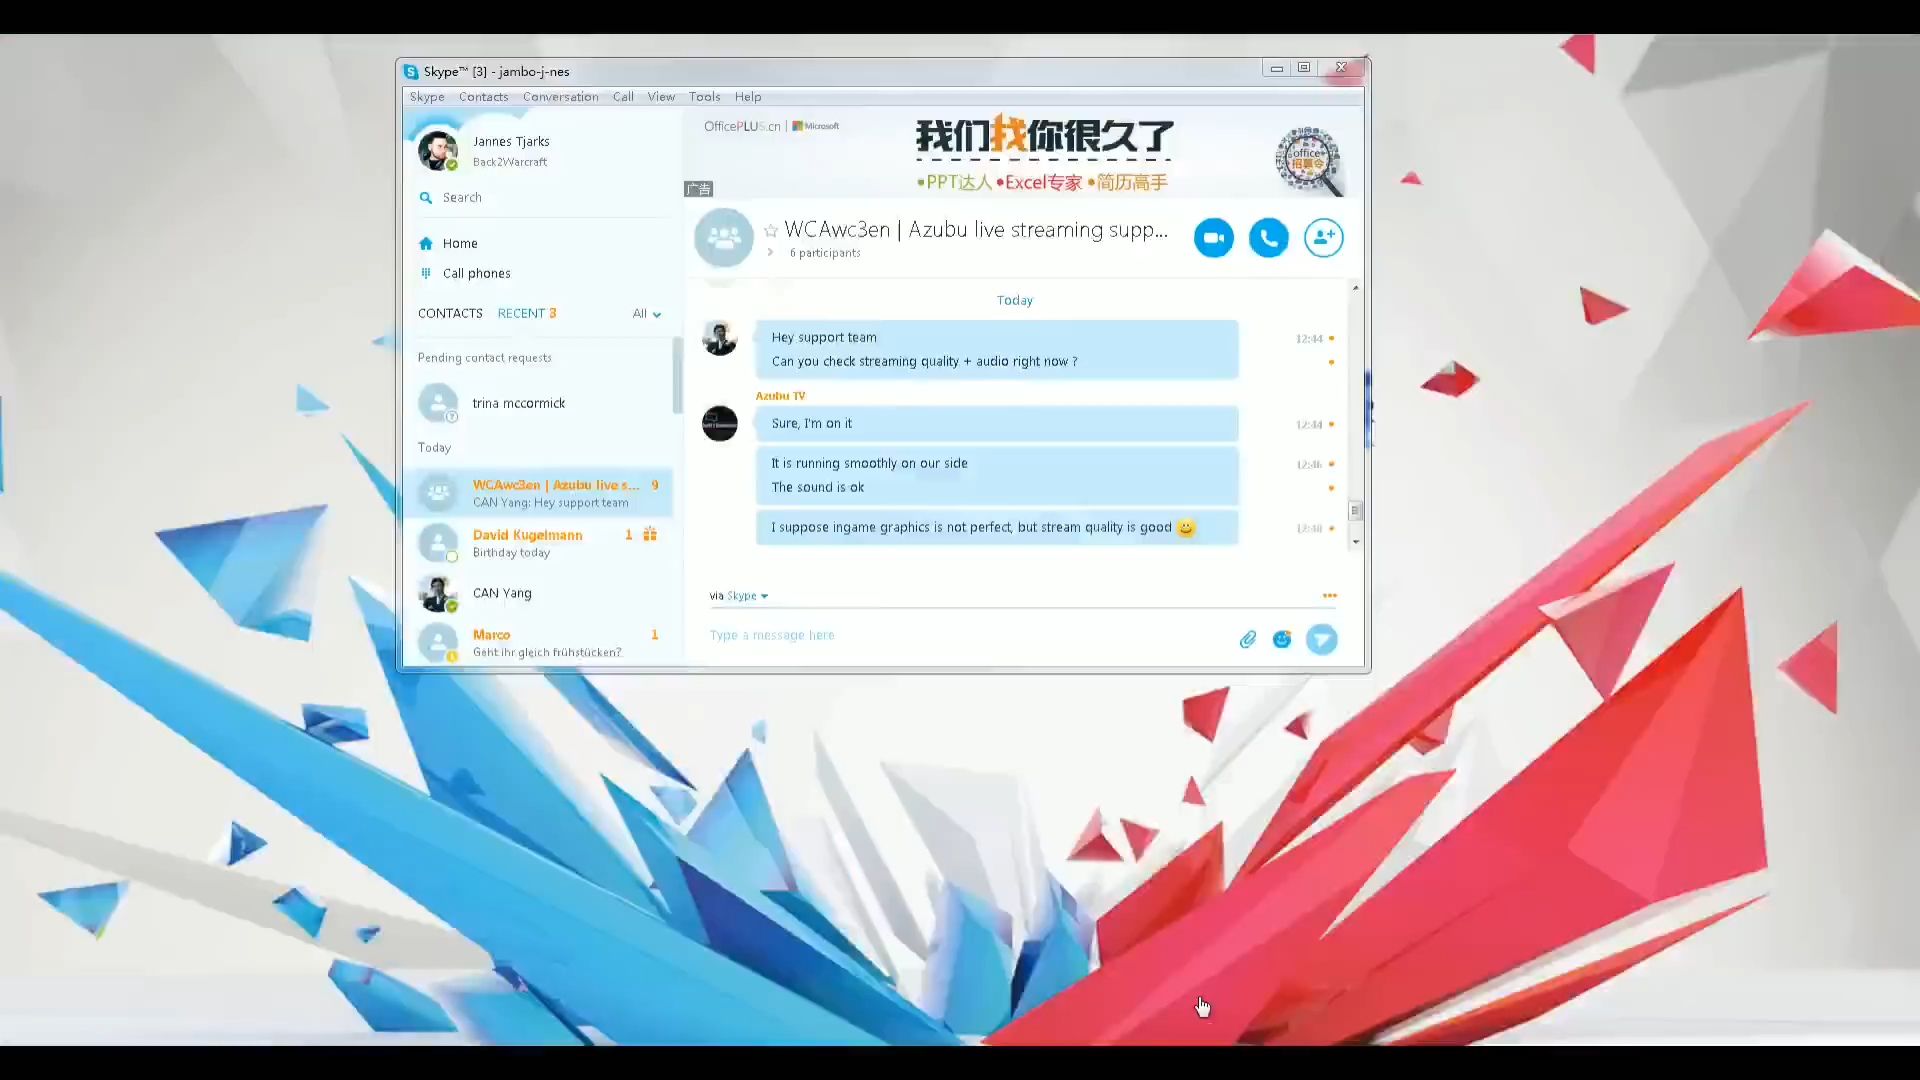 Skype™ [3] - jambo-j-nes
Skype Contacts Conversation Call View Tools Help
Jannes Tjarks
Back2Warcraft
Search
Home
Call phones
CONTACTS RECENT 3 All
Pending contact requests
trina mccormick
Today
WCAwc3en | Azubu live s... 9
CAN Yang: Hey support team
David Kugelmann 1
Birthday today
CAN Yang
Marco 1
Geht ihr gleich frühstücken?
OfficePLUS.cn | Microsoft
我们找你很久了
•PPT达人 •Excel专家 •简历高手
office+
招募令
广告
WCAwc3en | Azubu live streaming supp...
6 participants
Today
Hey support team 12:44
Can you check streaming quality + audio right now ?
Azubu TV
Sure, I'm on it 12:44
It is running smoothly on our side 12:46
The sound is ok
I suppose ingame graphics is not perfect, but stream quality is good 12:48
via Skype
Type a message here